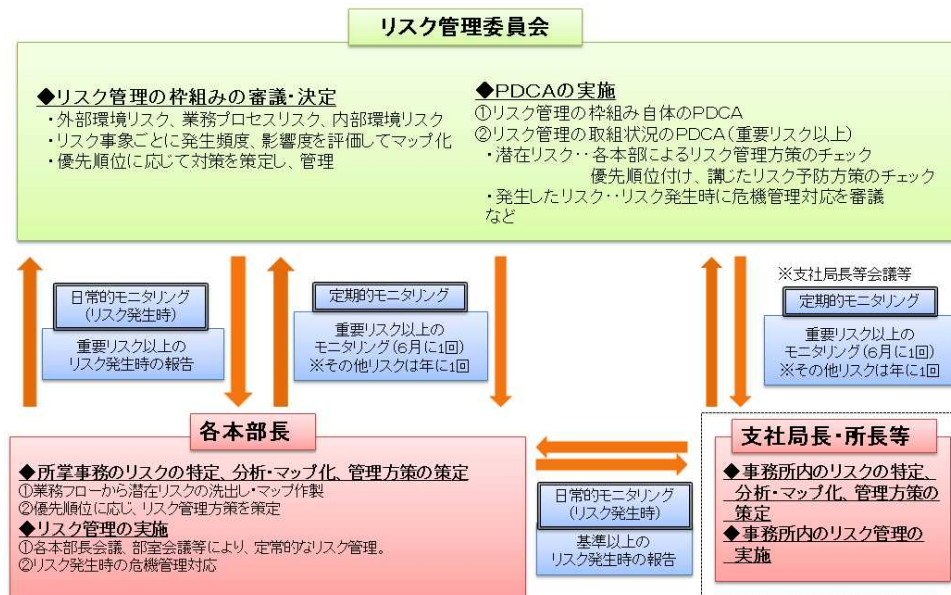 リスク管理委員会
◆リスク管理の枠組みの審議・決定
・外部環境リスク、業務プロセスリスク、内部環境リスク
・リスク事象ごとに発生頻度、影響度を評価してマップ化
・優先順位に応じて対策を策定し、管理
◆PDCAの実施
①リスク管理の枠組み自体のPDCA
②リスク管理の取組状況のPDCA（重要リスク以上）
・潜在リスク‥各本部によるリスク管理方策のチェック
優先順位付け、講じたリスク予防方策のチェック
・発生したリスク‥リスク発生時に危機管理対応を審議
など
日常的モニタリング
（リスク発生時）
重要リスク以上の
リスク発生時の報告
定期的モニタリング
重要リスク以上の
モニタリング（6月に1回）
※その他リスクは年に1回
※支社局長等会議等
定期的モニタリング
重要リスク以上の
モニタリング（6月に1回）
※その他リスクは年に1回
各本部長
◆所掌事務のリスクの特定、分析・マップ化、管理方策の策定
①業務フローから潜在リスクの洗出し・マップ作製
②優先順位に応じ、リスク管理方策を策定
◆リスク管理の実施
①各本部長会議、部室会議等により、定常的なリスク管理。
②リスク発生時の危機管理対応
日常的モニタリング
（リスク発生時）
基準以上の
リスク発生時の報告
支社局長・所長等
◆事務所内のリスクの特定、
分析・マップ化、管理方策の
策定
◆事務所内のリスク管理の
実施